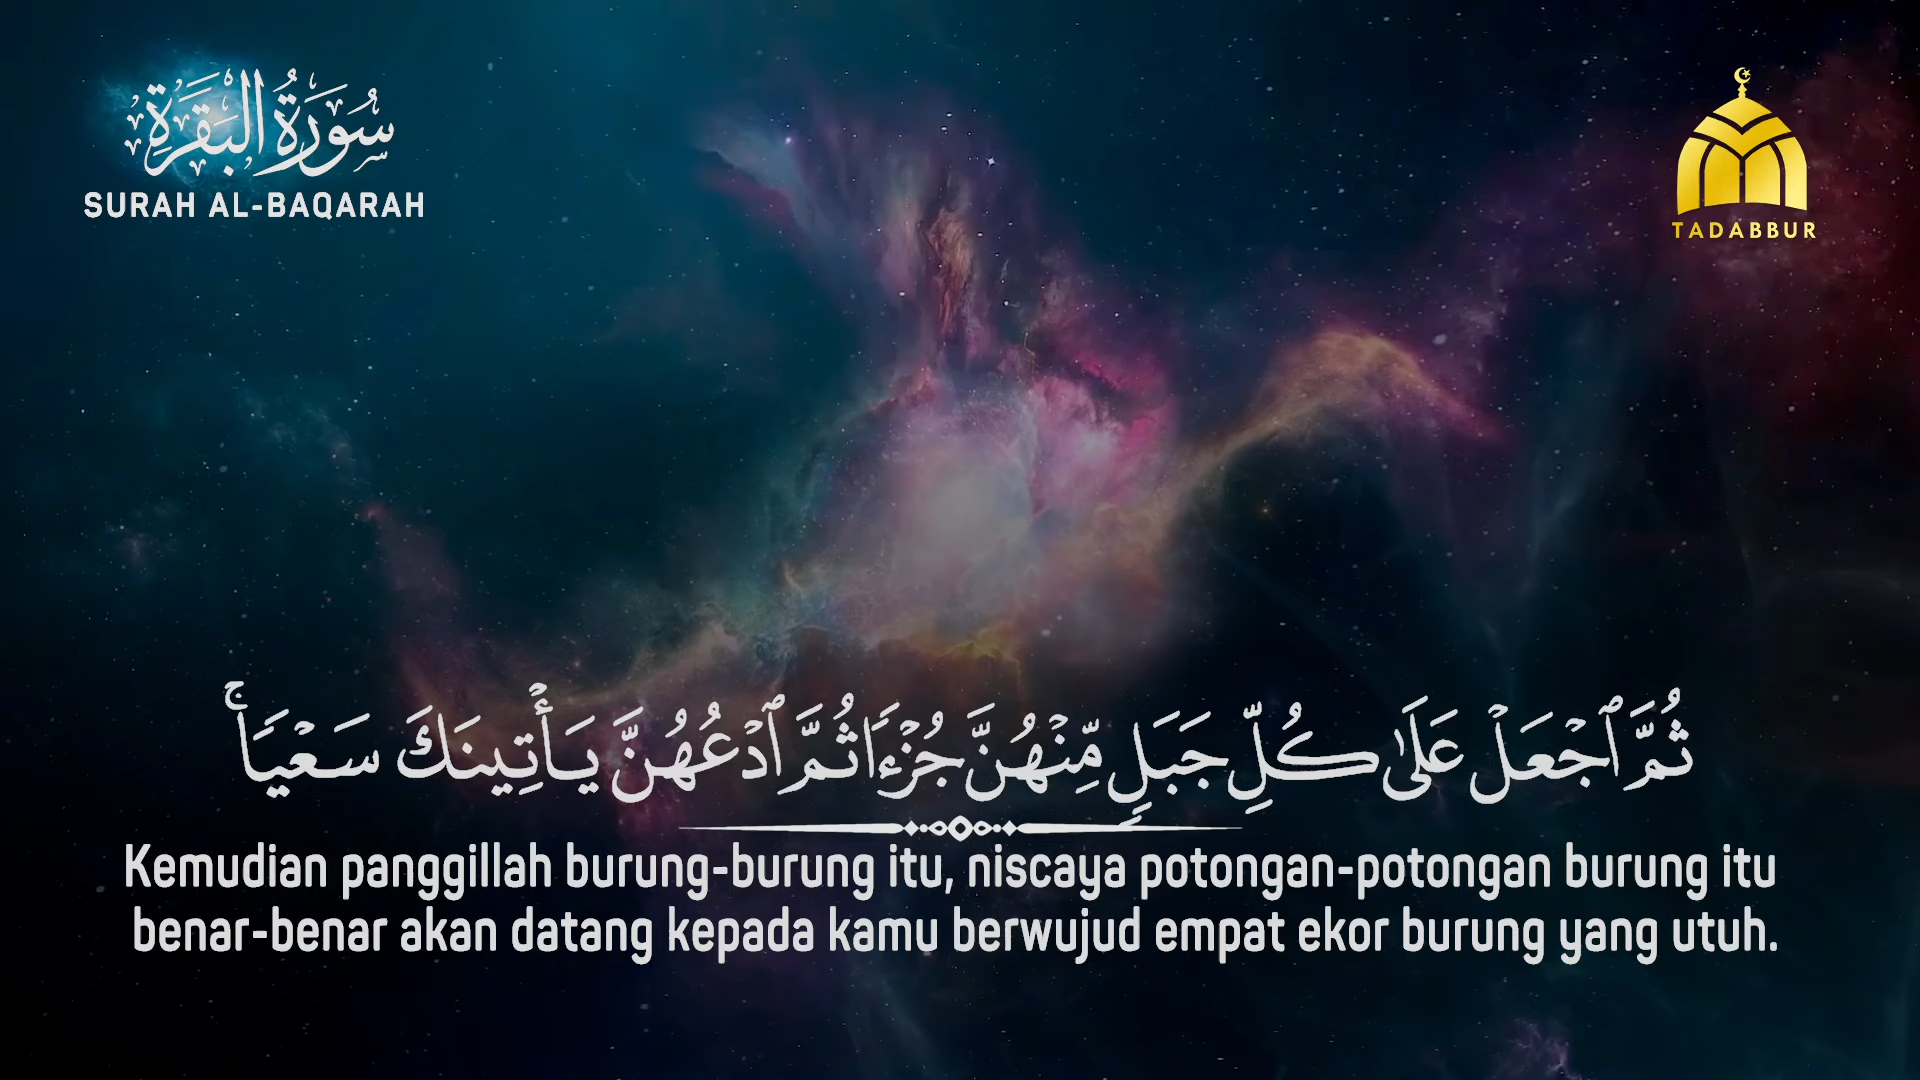 سُورَةُ الْبَقَرَةِ
SURAH AL-BAQARAH
TADABBUR
ثُمَّ ٱجْعَلْ عَلَىٰ كُلِّ جَبَلٍ مِّنْهُنَّ جُزْءًا ثُمَّ ٱدْعُهُنَّ يَأْتِينَكَ سَعْيًا ۚ
Kemudian panggillah burung-burung itu, niscaya potongan-potongan burung itu
benar-benar akan datang kepada kamu berwujud empat ekor burung yang utuh.